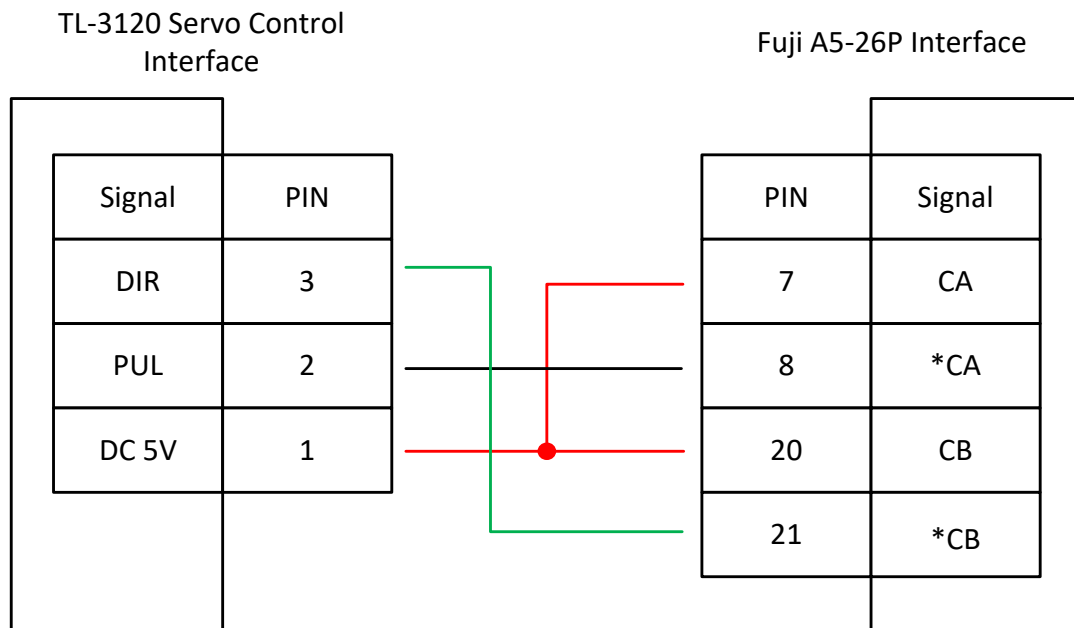 TL-3120 Servo Control
Interface
Fuji A5-26P Interface
Signal PIN
DIR 3
PUL 2
DC 5V 1
PIN Signal
7 CA
8 *CA
20 CB
21 *CB